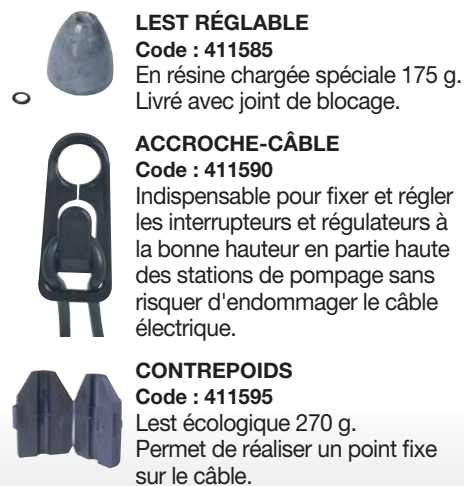 LEST RÉGLABLE
Code : 411585
En résine chargée spéciale 175 g.
Livré avec joint de blocage.
ACCROCHE-CÂBLE
Code : 411590
Indispensable pour fixer et régler
les interrupteurs et régulateurs à
la bonne hauteur en partie haute
des stations de pompage sans
risquer d'endommager le câble
électrique.
CONTREPOIDS
Code : 411595
Lest écologique 270 g.
Permet de réaliser un point fixe
sur le câble.